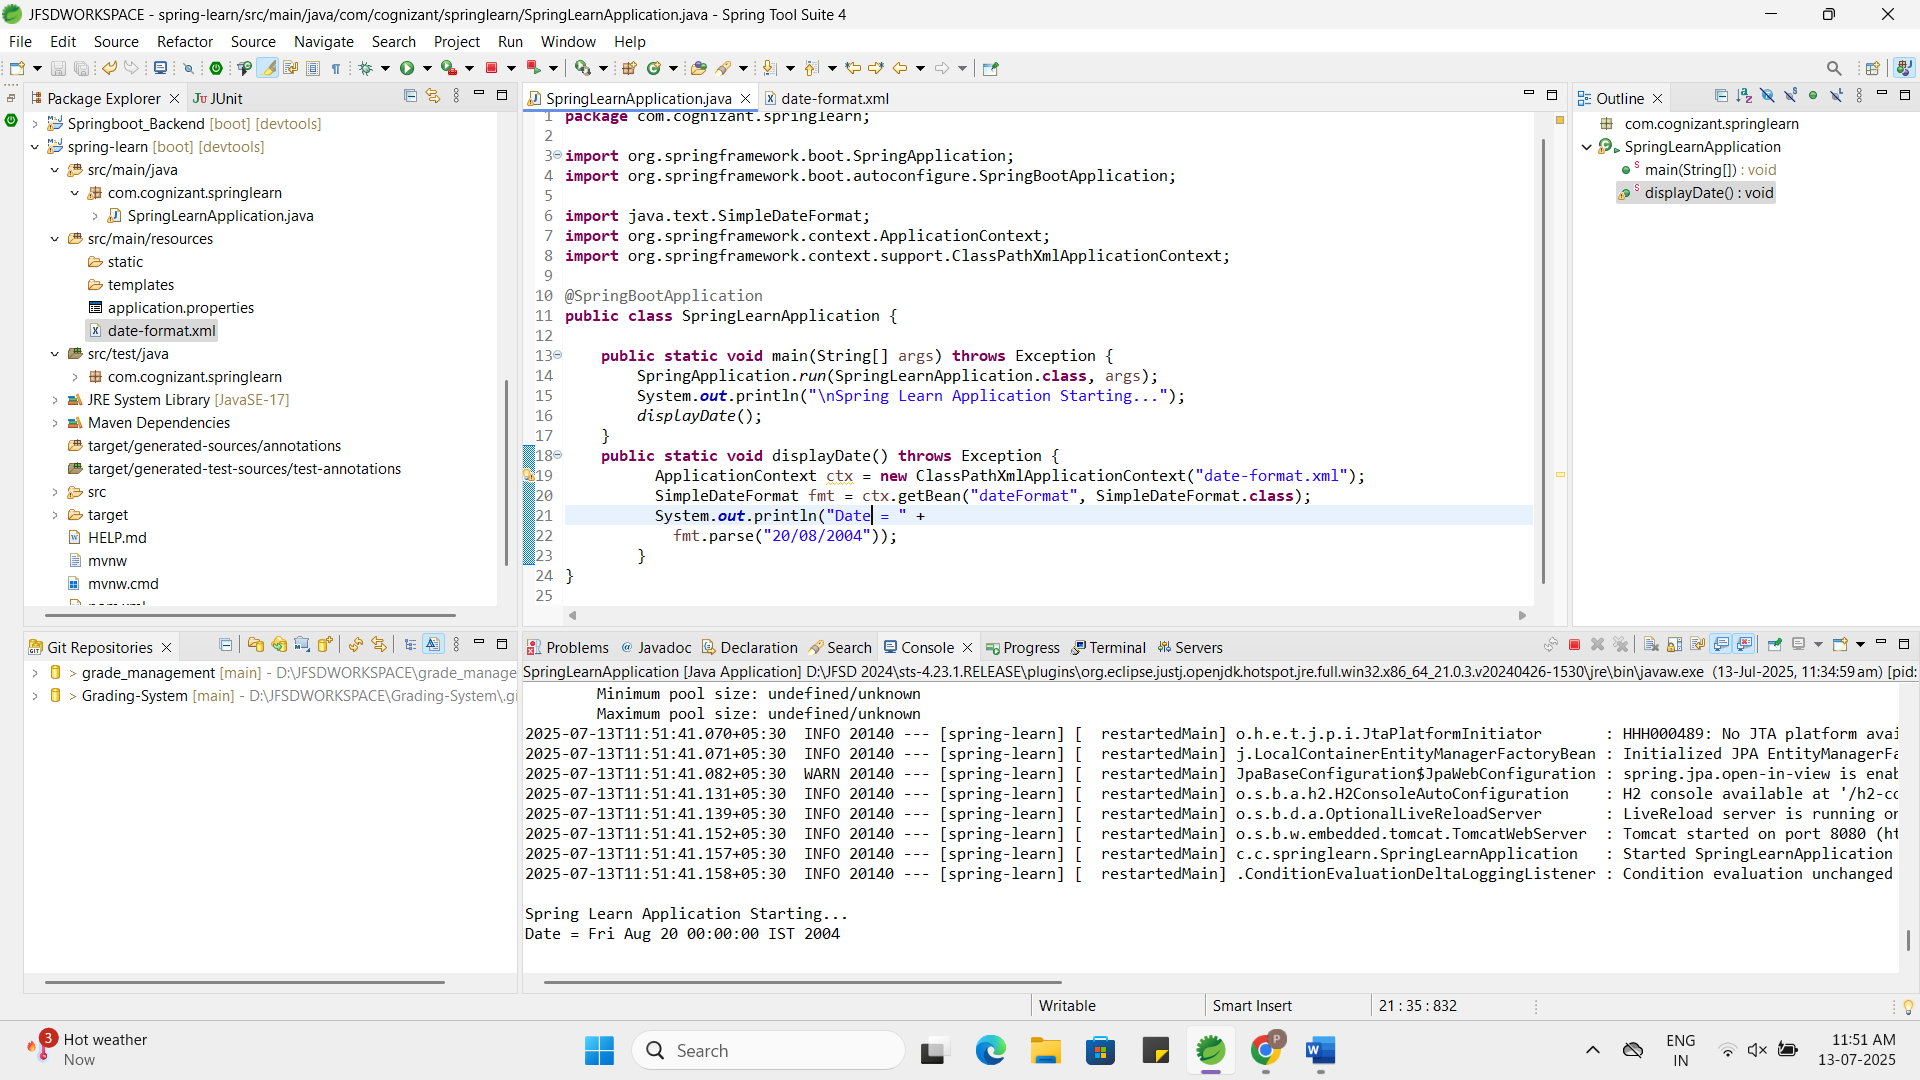 JFSDWORKSPACE - spring-learn/src/main/java/com/cognizant/springlearn/SpringLearnApplication.java - Spring Tool Suite 4
File Edit Source Refactor Source Navigate Search Project Run Window Help
Package Explorer JUnit
Springboot_Backend [boot] [devtools]
spring-learn [boot] [devtools]
src/main/java
com.cognizant.springlearn
SpringLearnApplication.java
src/main/resources
static
templates
application.properties
date-format.xml
src/test/java
com.cognizant.springlearn
JRE System Library [JavaSE-17]
Maven Dependencies
target/generated-sources/annotations
target/generated-test-sources/test-annotations
src
target
HELP.md
mvnw
mvnw.cmd
SpringLearnApplication.java date-format.xml
1 package com.cognizant.springlearn;
2
3 import org.springframework.boot.SpringApplication;
4 import org.springframework.boot.autoconfigure.SpringBootApplication;
5
6 import java.text.SimpleDateFormat;
7 import org.springframework.context.ApplicationContext;
8 import org.springframework.context.support.ClassPathXmlApplicationContext;
9
10 @SpringBootApplication
11 public class SpringLearnApplication {
12
13 public static void main(String[] args) throws Exception {
14 SpringApplication.run(SpringLearnApplication.class, args);
15 System.out.println("\nSpring Learn Application Starting...");
16 displayDate();
17 }
18 public static void displayDate() throws Exception {
19 ApplicationContext ctx = new ClassPathXmlApplicationContext("date-format.xml");
20 SimpleDateFormat fmt = ctx.getBean("dateFormat", SimpleDateFormat.class);
21 System.out.println("Date = " +
22 fmt.parse("20/08/2004"));
23 }
24 }
25
Outline
com.cognizant.springlearn
SpringLearnApplication
main(String[]) : void
displayDate() : void
Git Repositories
> grade_management [main] - D:\JFSDWORKSPACE\grade_manage
> Grading-System [main] - D:\JFSDWORKSPACE\Grading-System\.gi
Problems Javadoc Declaration Search Console Progress Terminal Servers
SpringLearnApplication [Java Application] D:\JFSD 2024\sts-4.23.1.RELEASE\plugins\org.eclipse.justj.openjdk.hotspot.jre.full.win32.x86_64_21.0.3.v20240426-1530\jre\bin\javaw.exe (13-Jul-2025, 11:34:59 am) [pid:
Minimum pool size: undefined/unknown
Maximum pool size: undefined/unknown
2025-07-13T11:51:41.070+05:30 INFO 20140 --- [spring-learn] [ restartedMain] o.h.e.t.j.p.i.JtaPlatformInitiator : HHH000489: No JTA platform avai
2025-07-13T11:51:41.071+05:30 INFO 20140 --- [spring-learn] [ restartedMain] j.LocalContainerEntityManagerFactoryBean : Initialized JPA EntityManagerFa
2025-07-13T11:51:41.082+05:30 WARN 20140 --- [spring-learn] [ restartedMain] JpaBaseConfiguration$JpaWebConfiguration : spring.jpa.open-in-view is enab
2025-07-13T11:51:41.131+05:30 INFO 20140 --- [spring-learn] [ restartedMain] o.s.b.a.h2.H2ConsoleAutoConfiguration : H2 console available at '/h2-co
2025-07-13T11:51:41.139+05:30 INFO 20140 --- [spring-learn] [ restartedMain] o.s.b.d.a.OptionalLiveReloadServer : LiveReload server is running on
2025-07-13T11:51:41.152+05:30 INFO 20140 --- [spring-learn] [ restartedMain] o.s.b.w.embedded.tomcat.TomcatWebServer : Tomcat started on port 8080 (ht
2025-07-13T11:51:41.157+05:30 INFO 20140 --- [spring-learn] [ restartedMain] c.c.springlearn.SpringLearnApplication : Started SpringLearnApplication
2025-07-13T11:51:41.158+05:30 INFO 20140 --- [spring-learn] [ restartedMain] .ConditionEvaluationDeltaLoggingListener : Condition evaluation unchanged
Spring Learn Application Starting...
Date = Fri Aug 20 00:00:00 IST 2004
Writable Smart Insert 21 : 35 : 832
3 Hot weather
Now
Search
ENG
IN
11:51 AM
13-07-2025